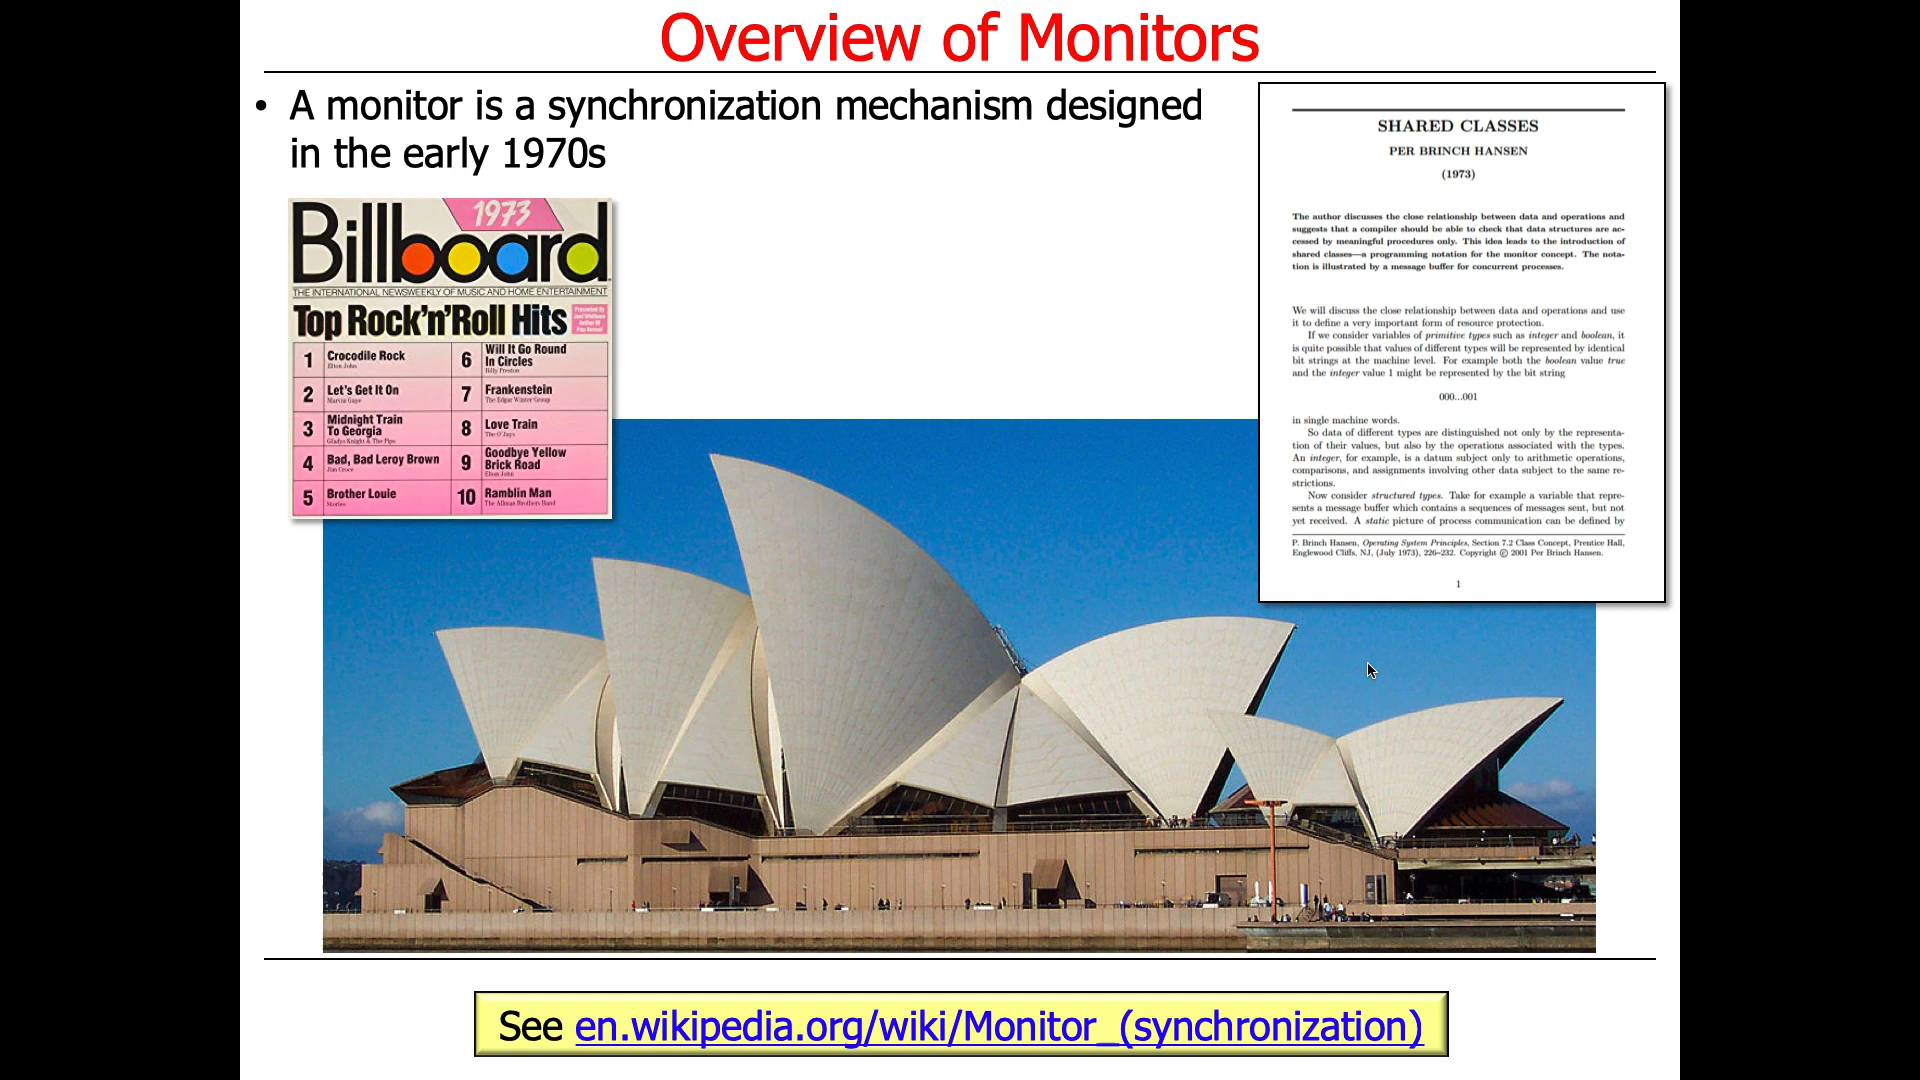 Overview of Monitors
• A monitor is a synchronization mechanism designed
in the early 1970s
1973
Billboard
THE INTERNATIONAL NEWSWEEKLY OF MUSIC AND HOME ENTERTAINMENT
Top Rock'n'Roll Hits
1 Crocodile Rock
Elton John
2 Let's Get It On
Marvin Gaye
3 Midnight Train
To Georgia
Gladys Knight & The Pips
4 Bad, Bad Leroy Brown
Jim Croce
5 Brother Louie
Stories
6 Will It Go Round
In Circles
Billy Preston
7 Frankenstein
The Edgar Winter Group
8 Love Train
The O'Jays
9 Goodbye Yellow
Brick Road
Elton John
10 Ramblin Man
The Allman Brothers Band
SHARED CLASSES
PER BRINCH HANSEN
(1973)
The author discusses the close relationship between data and operations and
suggests that a compiler should be able to check that data structures are ac-
cessed by meaningful procedures only. This idea leads to the introduction of
shared classes—a programming notation for the monitor concept. The nota-
tion is illustrated by a message buffer for concurrent processes.
We will discuss the close relationship between data and operations and use
it to define a very important form of resource protection.
If we consider variables of primitive types such as integer and boolean, it
is quite possible that values of different types will be represented by identical
bit strings at the machine level. For example both the boolean value true
and the integer value 1 might be represented by the bit string
000...001
in single machine words.
So data of different types are distinguished not only by the representa-
tion of their values, but also by the operations associated with the types.
An integer, for example, is a datum subject only to arithmetic operations,
comparisons, and assignments involving other data subject to the same re-
strictions.
Now consider structured types. Take for example a variable that repre-
sents a message buffer which contains a sequences of messages sent, but not
yet received. A static picture of process communication can be defined by
P. Brinch Hansen, Operating System Principles, Section 7.2 Class Concept, Prentice Hall,
Englewood Cliffs, NJ, (July 1973), 226–232. Copyright © 2001 Per Brinch Hansen.
1
See en.wikipedia.org/wiki/Monitor_(synchronization)